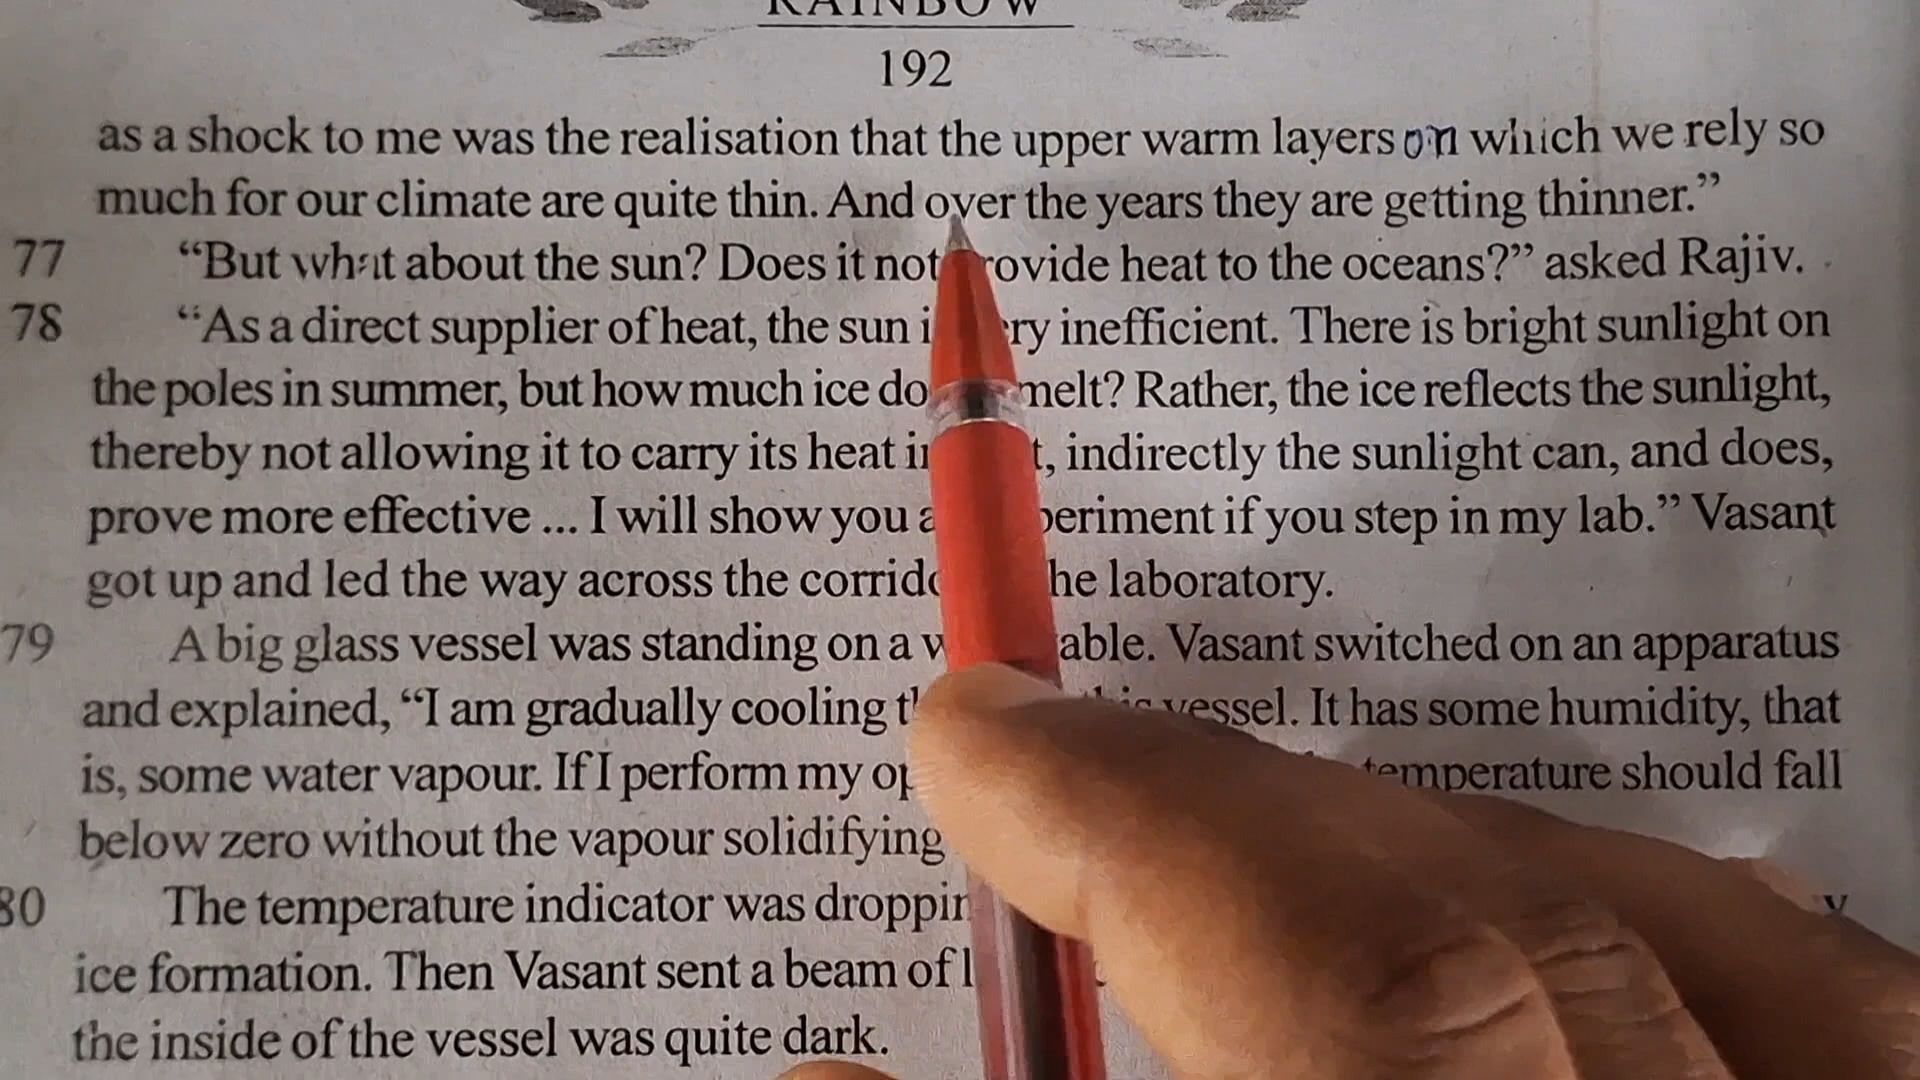 RAINBOW
192
as a shock to me was the realisation that the upper warm layers on which we rely so
much for our climate are quite thin. And over the years they are getting thinner.”
77 “But what about the sun? Does it not rovide heat to the oceans?” asked Rajiv.
78 “As a direct supplier of heat, the sun i ry inefficient. There is bright sunlight on
the poles in summer, but how much ice do melt? Rather, the ice reflects the sunlight,
thereby not allowing it to carry its heat in t, indirectly the sunlight can, and does,
prove more effective ... I will show you a periment if you step in my lab.” Vasant
got up and led the way across the corrido he laboratory.
79 A big glass vessel was standing on a w able. Vasant switched on an apparatus
and explained, “I am gradually cooling th this vessel. It has some humidity, that
is, some water vapour. If I perform my op temperature should fall
below zero without the vapour solidifying
80 The temperature indicator was droppin
ice formation. Then Vasant sent a beam of l
the inside of the vessel was quite dark.